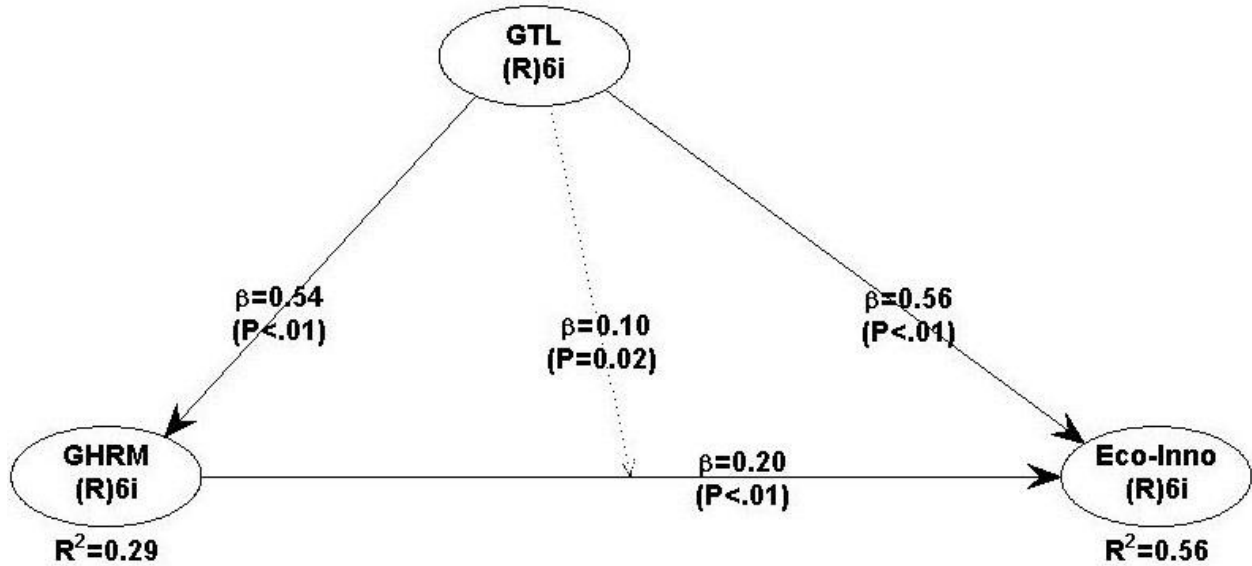 GTL
(R)6i
β=0.54
(P<.01)
β=0.10
(P=0.02)
β=0.56
(P<.01)
GHRM
(R)6i
R²=0.29
β=0.20
(P<.01)
Eco-Inno
(R)6i
R²=0.56